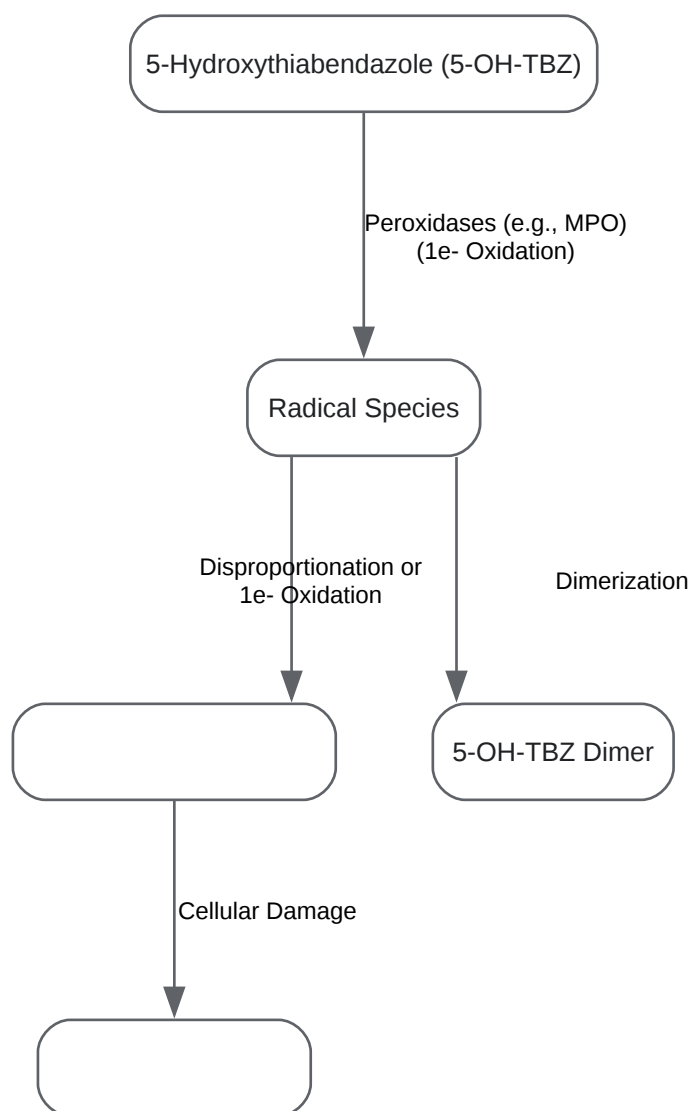 5-Hydroxythiabendazole (5-OH-TBZ)
Peroxidases (e.g., MPO)
(1e- Oxidation)
Radical Species
Disproportionation or
1e- Oxidation
Dimerization
5-OH-TBZ Dimer
Cellular Damage